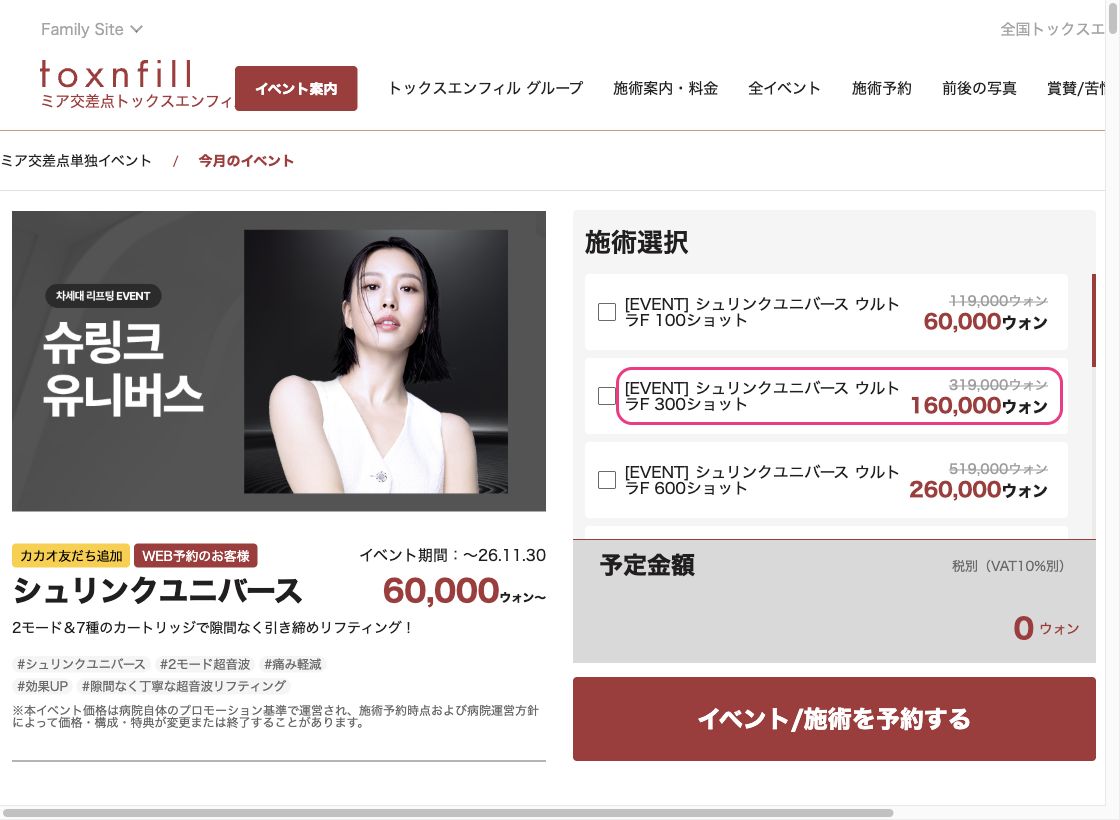 Family Site
全国トックスエ
toxnfill
ミア交差点トックスエンフィ
イベント案内
トックスエンフィル グループ
施術案内・料金
全イベント
施術予約
前後の写真
賞賛/苦情
ミア交差点単独イベント / 今月のイベント
차세대 리프팅 EVENT
슈링크
유니버스
カカオ友だち追加
WEB予約のお客様
イベント期間：〜26.11.30
シュリンクユニバース
60,000ウォン〜
2モード＆7種のカートリッジで隙間なく引き締めリフティング！
#シュリンクユニバース #2モード超音波 #痛み軽減
#効果UP #隙間なく丁寧な超音波リフティング
※本イベント価格は病院自体のプロモーション基準で運営され、施術予約時点および病院運営方針
によって価格・構成・特典が変更または終了することがあります。
施術選択
[EVENT] シュリンクユニバース ウルト
ラF 100ショット
119,000ウォン
60,000ウォン
[EVENT] シュリンクユニバース ウルト
ラF 300ショット
319,000ウォン
160,000ウォン
[EVENT] シュリンクユニバース ウルト
ラF 600ショット
519,000ウォン
260,000ウォン
予定金額
税別（VAT10%別）
0 ウォン
イベント/施術を予約する